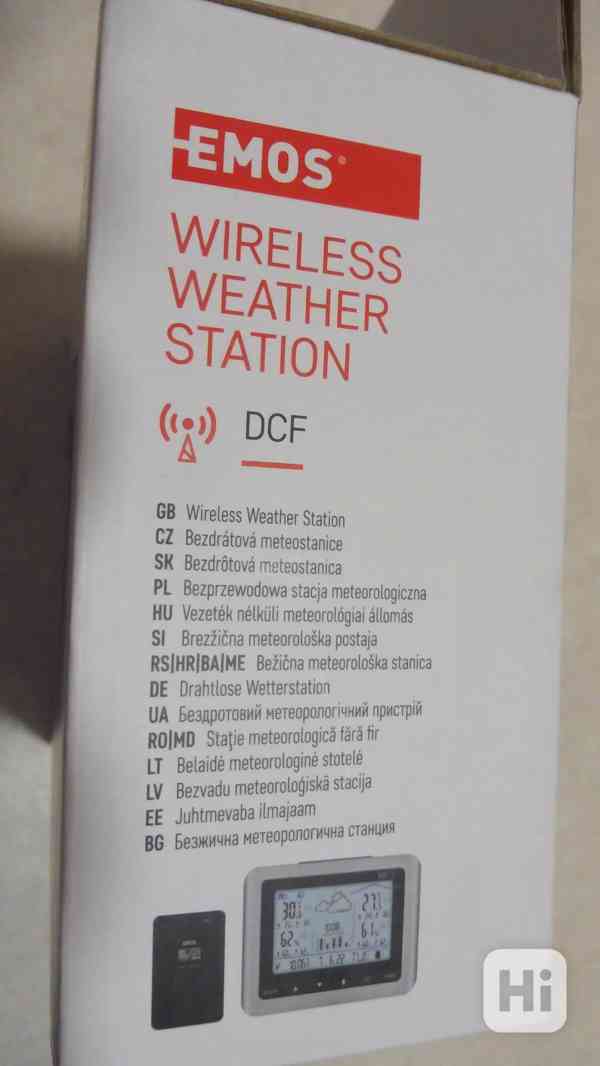 EMOS
WIRELESS
WEATHER
STATION
DCF
GB Wireless Weather Station
CZ Bezdrátová meteostanice
SK Bezdrôtová meteostanica
PL Bezprzewodowa stacja meteorologiczna
HU Vezeték nélküli meteorológiai állomás
SI Brezžična meteorološka postaja
RS|HR|BA|ME Bežična meteorološka stanica
DE Drahtlose Wetterstation
UA Бездротовий метеорологічний пристрій
RO|MD Staţie meteorologică fără fir
LT Belaidė meteorologinė stotelė
LV Bezvadu meteoroloģiskā stacija
EE Juhtmevaba ilmajaam
BG Безжична метеорологична станция
Hi